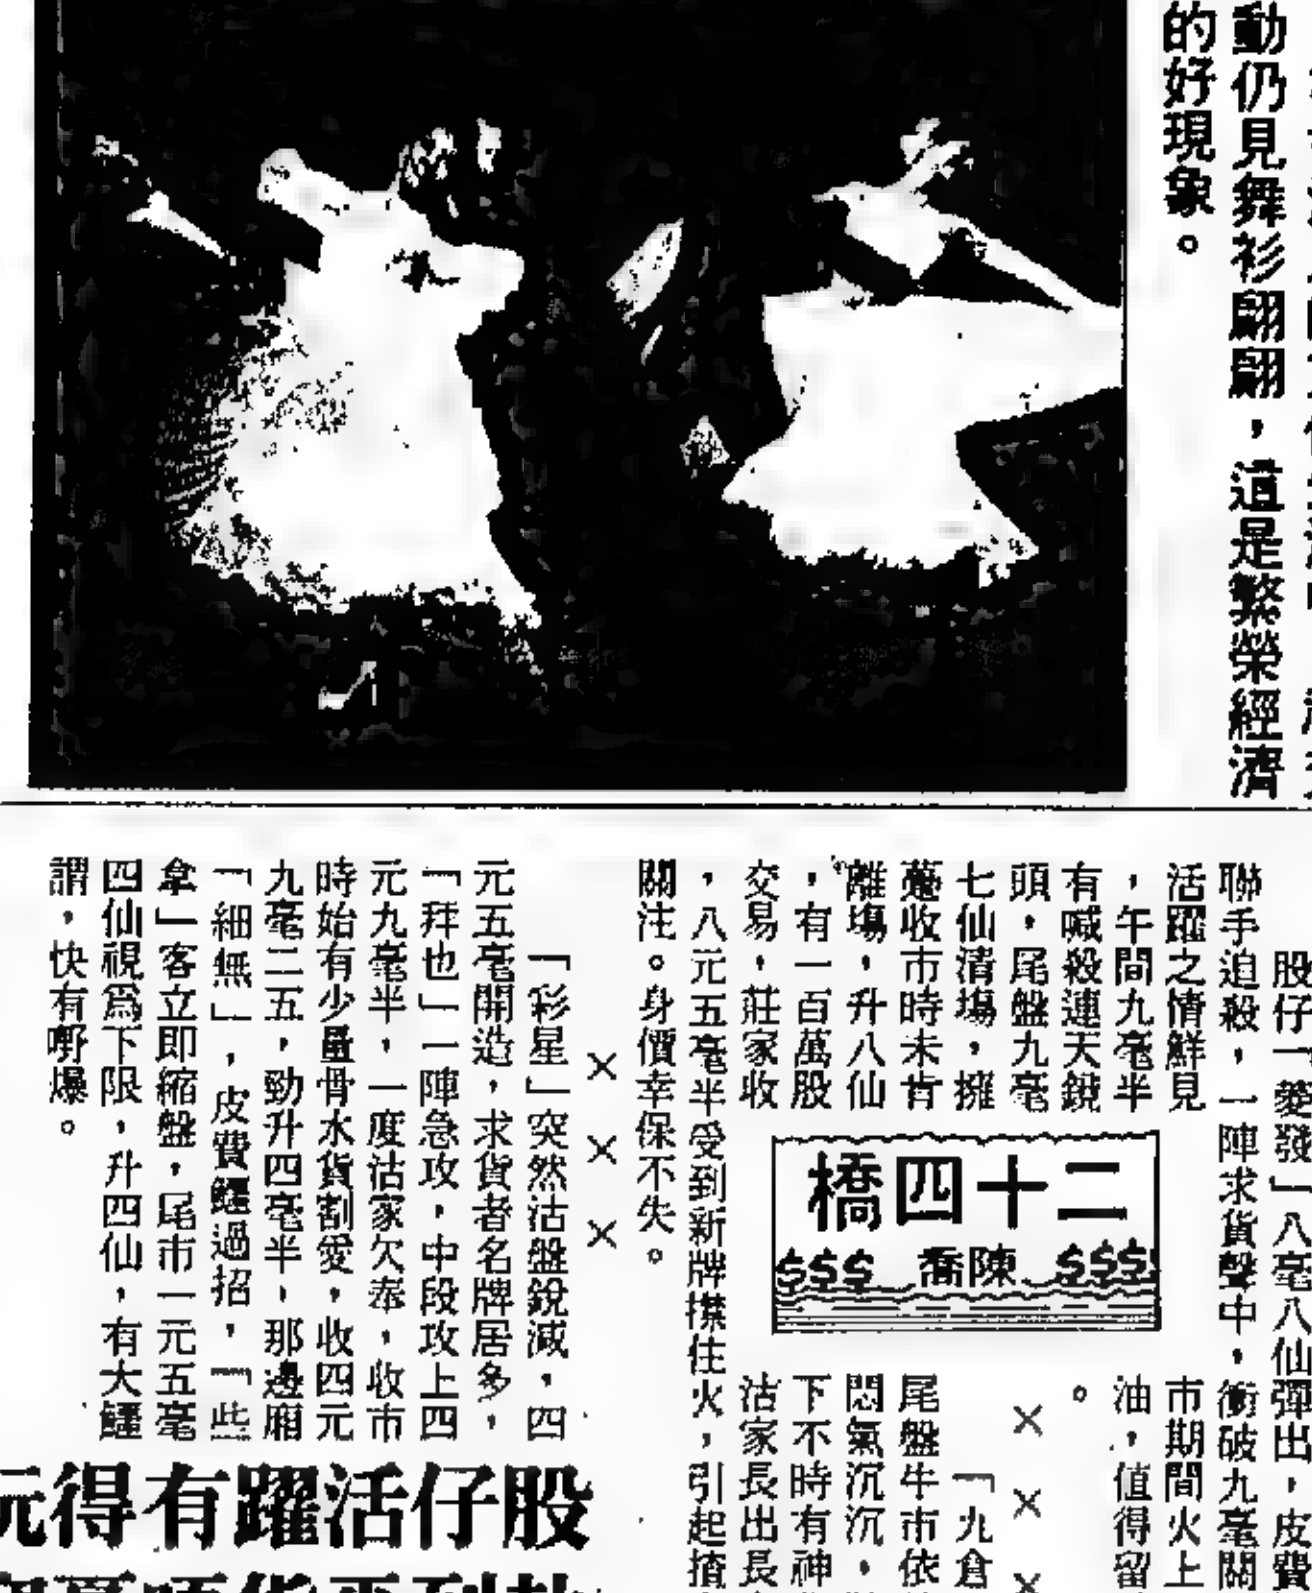 動仍見舞衫翩翩，這是繁榮經濟
的好現象。
二十四橋
陳喬
$$$
$$$
股仔「愛發」八毫八仙彈出，皮費
聯手迫殺，一陣求貨聲中，衝破九毫關
活躍之情鮮見
，午間九毫半
有喊殺連天鏡
頭，尾盤九毫
七仙清場，擁
躉收市時未肯
離場，升八仙
，有一百萬股
交易，莊家收
市期間火上
油，值得留
。
×××
「九倉
尾盤牛市依
悶氣沉沉，
下不時有神
沽家長出長
，八元五毫半受到新牌㩒住火，引起揸
關注。身價幸保不失。
×××
「彩星」突然沽盤銳減，四
元五毫開造，求貨者名牌居多，
「拜也」一陣急攻，中段攻上四
元九毫半，一度沽家欠奉，收市
時始有少量骨水貨割愛，收四元
九毫二五，勁升四毫半，那邊廂
「細無」，皮費鱷過招，「一些
拿」客立即縮盤，尾市一元五毫
四仙視爲下限，升四仙，有大鱷
謂，快有嘢爆。
股仔活躍有得玩